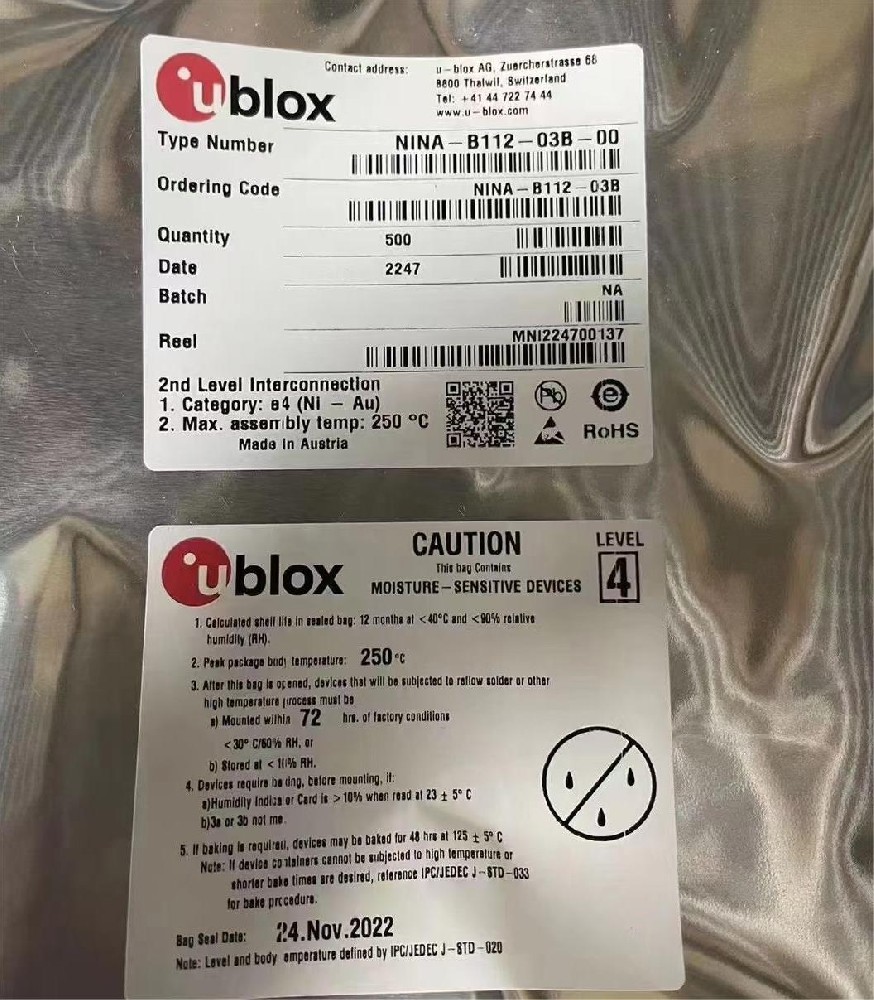 ublox
Contact address: u-blox AG, Zuercherstrasse 68
8800 Thalwil, Switzerland
Tel: +41 44 722 74 44
www.u-blox.com
Type Number NINA-B112-03B-00
Ordering Code NINA-B112-03B
Quantity 500
Date 2247
Batch NA
Reel MNI224700137
2nd Level Interconnection
1. Category: e4 (Ni - Au)
2. Max. assembly temp: 250 °C
Made In Austria
Pb
e
RoHS
ublox
CAUTION
This bag Contains
MOISTURE-SENSITIVE DEVICES
LEVEL
4
1. Calculated shelf life in sealed bag: 12 months at <40°C and <90% relative
humidity (RH).
2. Peak package body temperature: 250°C
3. After this bag is opened, devices that will be subjected to reflow solder or other
high temperature process must be
a) Mounted within 72 hrs. of factory conditions
<30° C/60% RH, or
b) Stored at <10% RH.
4. Devices require baking, before mounting, if:
a)Humidity Indica or Card is >10% when read at 23 ± 5° C
b)3a or 3b not me.
5. If baking is required, devices may be baked for 48 hrs at 125 ± 5° C
Note: If device containers cannot be subjected to high temperature or
shorter bake times are desired, reference IPC/JEDEC J-STD-033
for bake procedure.
Bag Seal Date: 24.Nov.2022
Note: Level and body emperature defined by IPC/JEDEC J-STD-020